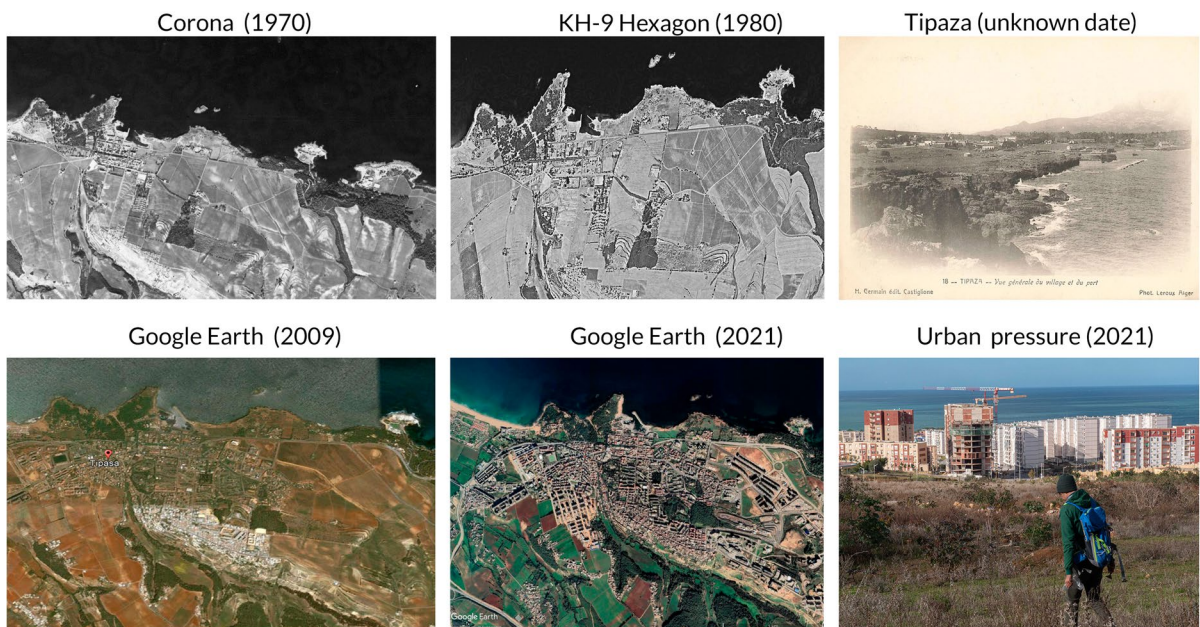 Corona (1970)
KH-9 Hexagon (1980)
Tipaza (unknown date)
18 -- TIPAZA -- Vue générale du village et du port
H. Germain édit. Castiglione
Phot. Leroux Alger
Google Earth (2009)
Google Earth (2021)
Urban pressure (2021)
Tipasa
Google Earth